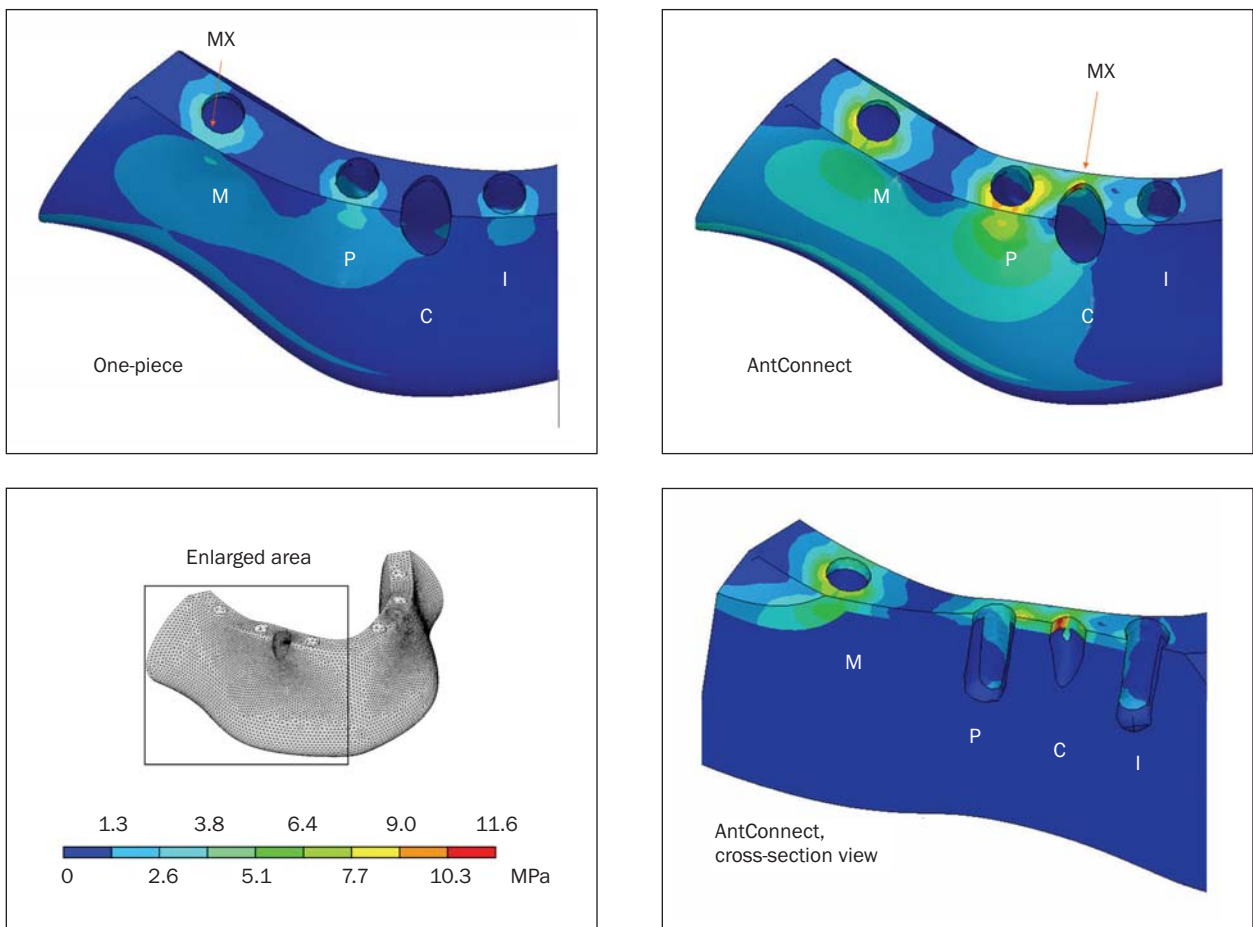 MX
M
P
I
C
One-piece
MX
M
P
I
C
AntConnect
Enlarged area
1.3 3.8 6.4 9.0 11.6
0 2.6 5.1 7.7 10.3 MPa
M
P
C
I
AntConnect,
cross-section view